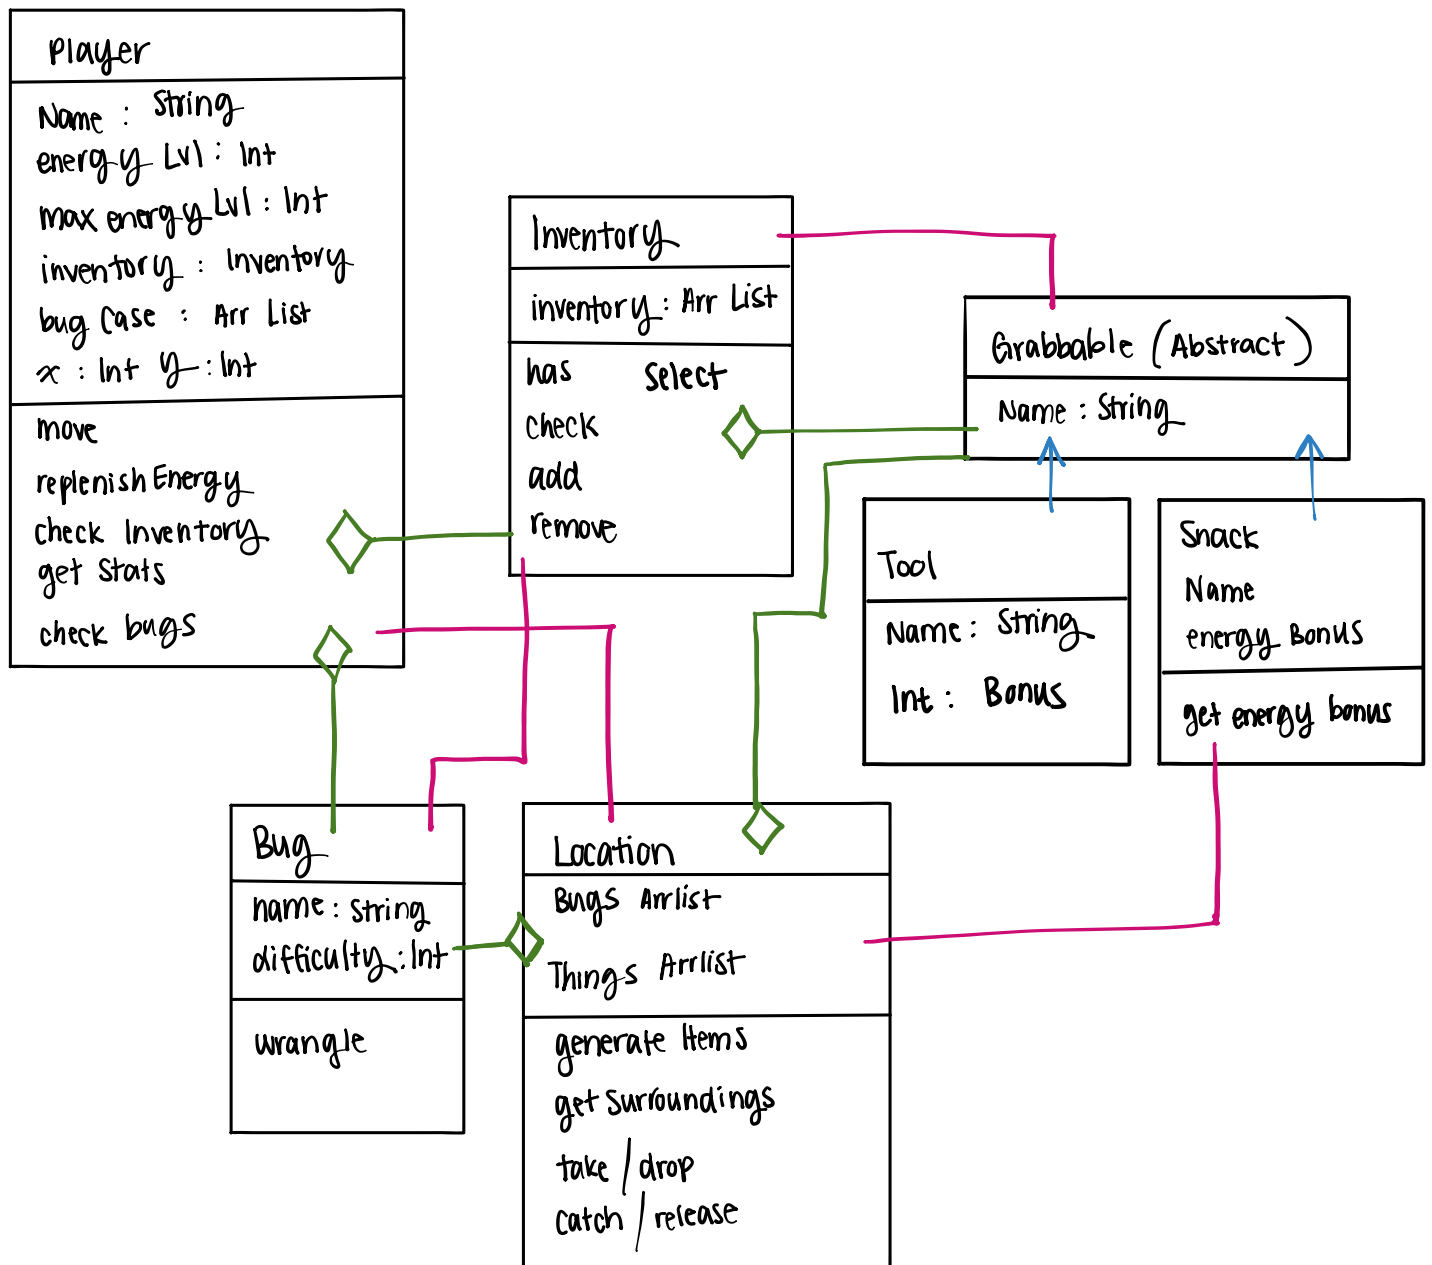 Player
Name : String
energy Lvl : Int
max energy Lvl : Int
inventory : Inventory
bug Case : Arr List
x : Int y : Int
move
replenish Energy
check Inventory
get Stats
check bugs
Inventory
inventory : Arr List
has select
check
add
remove
Grabbable (Abstract)
Name : String
Tool
Name : String
Int : Bonus
Snack
Name
energy Bonus
get energy bonus
Bug
name : String
difficulty : Int
wrangle
Location
Bugs Arrlist
Things Arrlist
generate Items
get Surroundings
take / drop
catch / release